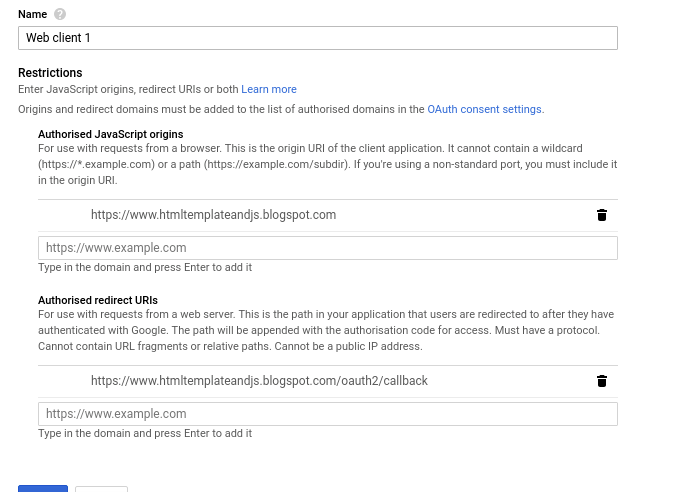 Name ?
Web client 1
Restrictions
Enter JavaScript origins, redirect URIs or both Learn more
Origins and redirect domains must be added to the list of authorised domains in the OAuth consent settings.
Authorised JavaScript origins
For use with requests from a browser. This is the origin URI of the client application. It cannot contain a wildcard
(https://*.example.com) or a path (https://example.com/subdir). If you're using a non-standard port, you must include it
in the origin URI.
https://www.htmltemplateandjs.blogspot.com
https://www.example.com
Type in the domain and press Enter to add it
Authorised redirect URIs
For use with requests from a web server. This is the path in your application that users are redirected to after they have
authenticated with Google. The path will be appended with the authorisation code for access. Must have a protocol.
Cannot contain URL fragments or relative paths. Cannot be a public IP address.
https://www.htmltemplateandjs.blogspot.com/oauth2/callback
https://www.example.com
Type in the domain and press Enter to add it